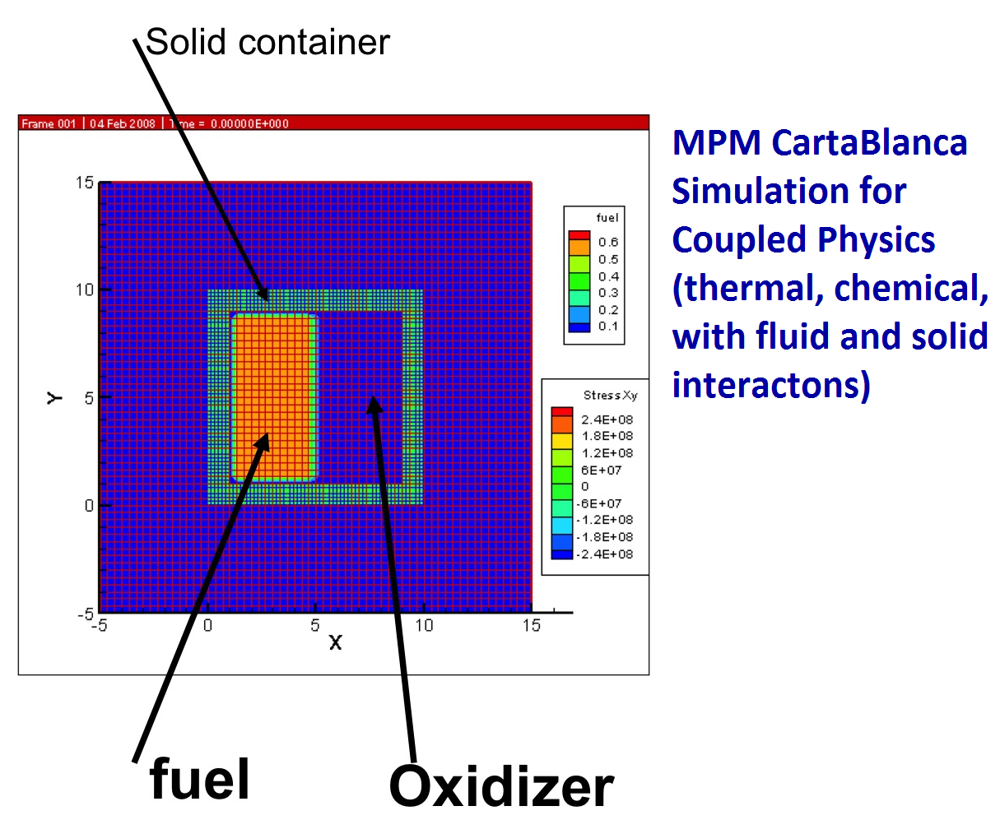 Solid container
Frame 001 | 04 Feb 2008 | Time = 0.00000E+000
MPM CartaBlanca
Simulation for
Coupled Physics
(thermal, chemical,
with fluid and solid
interactons)
15
10
5
0
-5
Y
-5
0
5
10
15
X
fuel
0.6
0.5
0.4
0.3
0.2
0.1
StressXy
2.4E+08
1.8E+08
1.2E+08
6E+07
0
-6E+07
-1.2E+08
-1.8E+08
-2.4E+08
fuel
Oxidizer